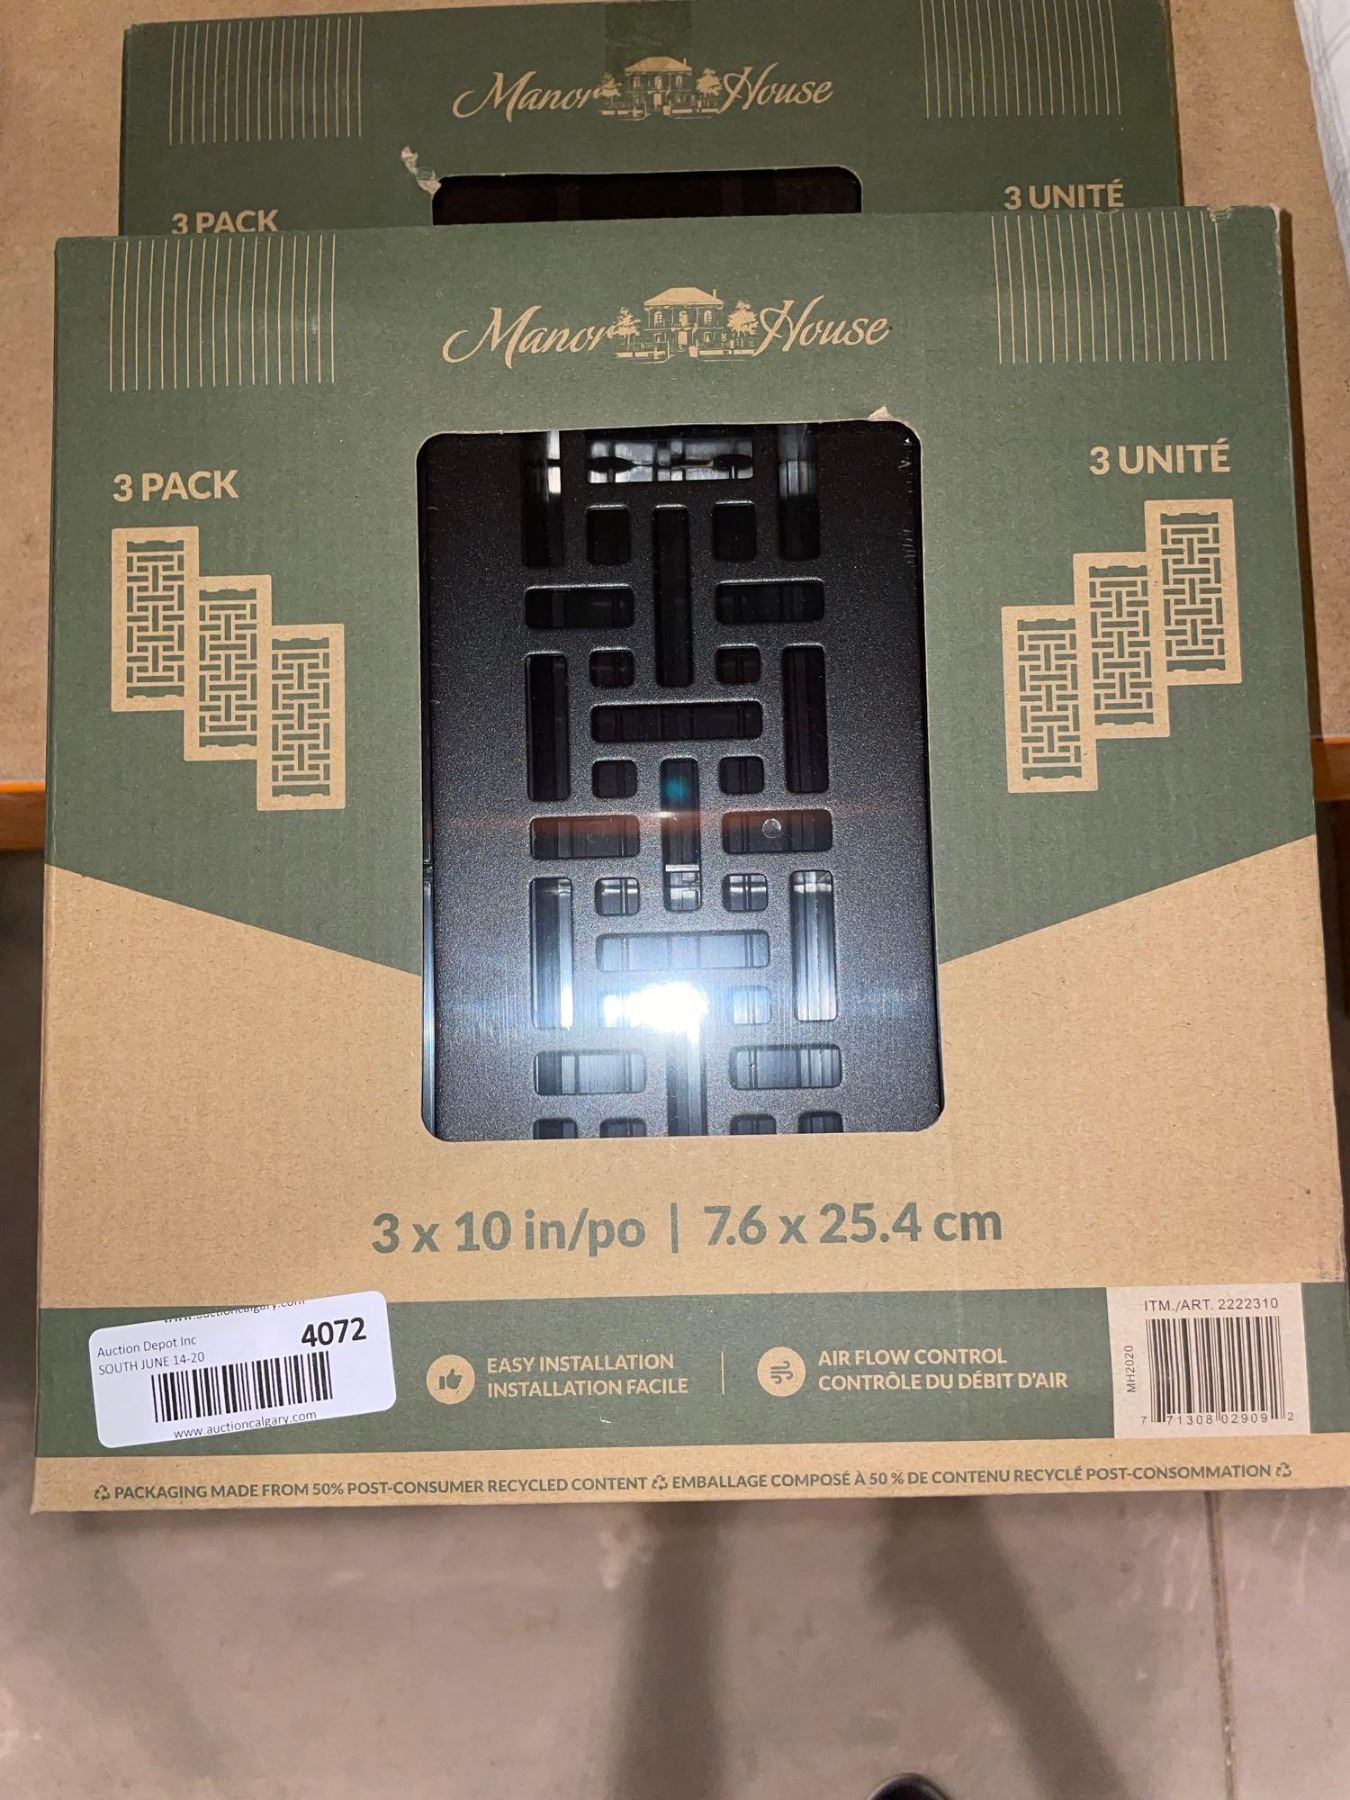 Manor House
3 PACK
3 UNITÉ
Manor House
3 PACK
3 UNITÉ
3 x 10 in/po | 7.6 x 25.4 cm
www.auctioncalgary.com
Auction Depot Inc
4072
SOUTH JUNE 14-20
www.auctioncalgary.com
EASY INSTALLATION
INSTALLATION FACILE
AIR FLOW CONTROL
CONTRÔLE DU DÉBIT D'AIR
ITM./ART. 2222310
MH2020
7 71308 02909 2
PACKAGING MADE FROM 50% POST-CONSUMER RECYCLED CONTENT EMBALLAGE COMPOSÉ À 50 % DE CONTENU RECYCLÉ POST-CONSOMMATION